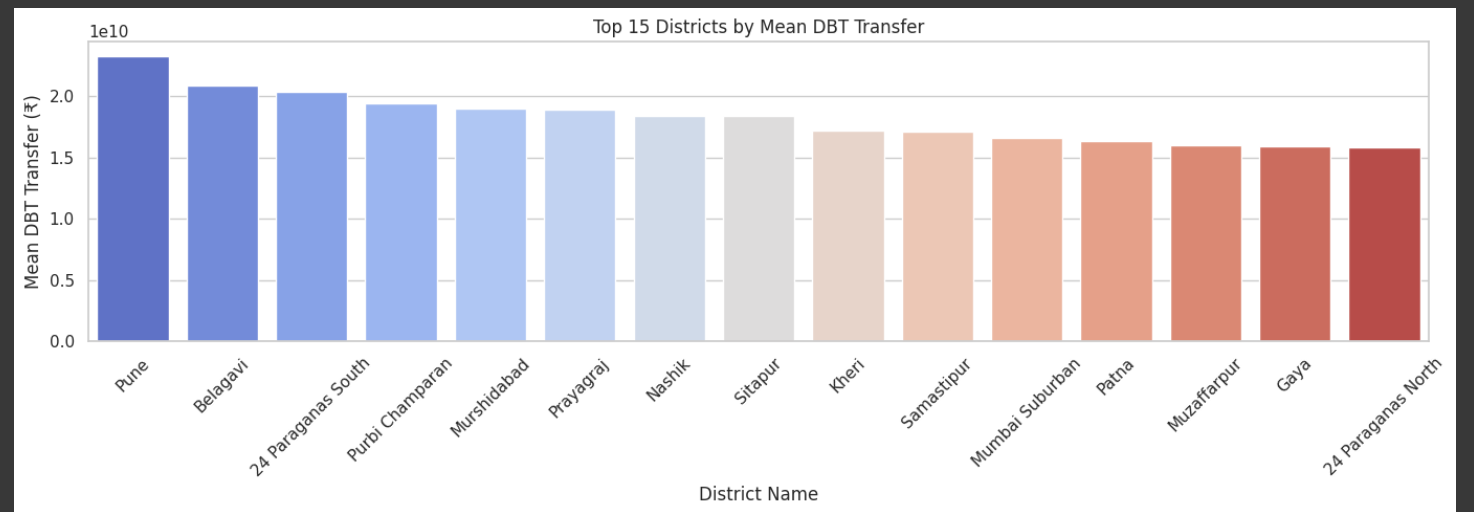 Top 15 Districts by Mean DBT Transfer
1e10
Mean DBT Transfer (₹)
2.0
1.5
1.0
0.5
0.0
Pune
Belagavi
24 Paraganas South
Purbi Champaran
Murshidabad
Prayagraj
Nashik
Sitapur
Kheri
Samastipur
Mumbai Suburban
Patna
Muzaffarpur
Gaya
24 Paraganas North
District Name